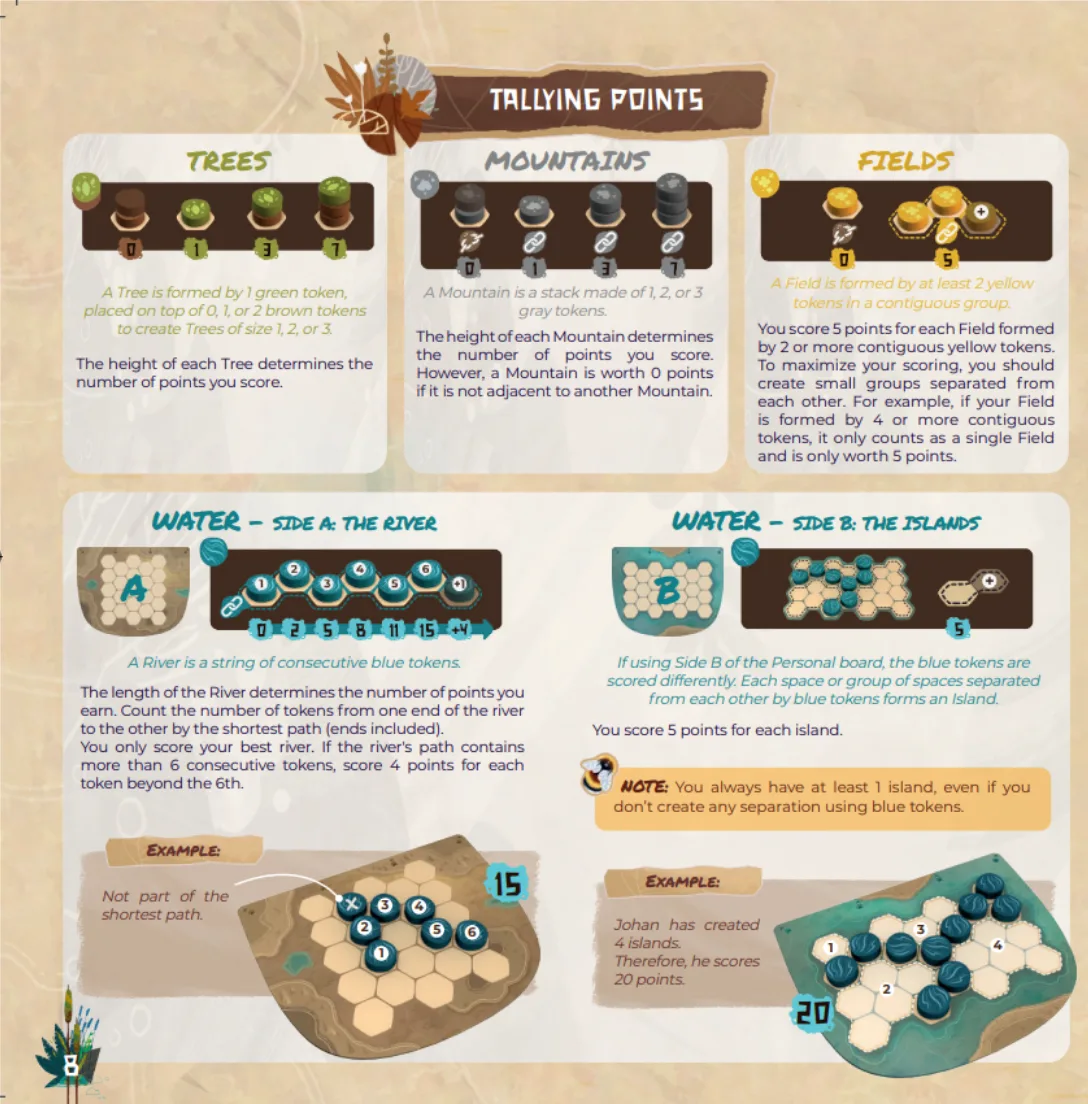 TALLYING POINTS
TREES
0 1 3 7
A Tree is formed by 1 green token,
placed on top of 0, 1, or 2 brown tokens
to create Trees of size 1, 2, or 3.
The height of each Tree determines the
number of points you score.
MOUNTAINS
0 1 3 7
A Mountain is a stack made of 1, 2, or 3
gray tokens.
The height of each Mountain determines
the number of points you score.
However, a Mountain is worth 0 points
if it is not adjacent to another Mountain.
FIELDS
+
0 5
A Field is formed by at least 2 yellow
tokens in a contiguous group.
You score 5 points for each Field formed
by 2 or more contiguous yellow tokens.
To maximize your scoring, you should
create small groups separated from
each other. For example, if your Field
is formed by 4 or more contiguous
tokens, it only counts as a single Field
and is only worth 5 points.
WATER – SIDE A: THE RIVER
A
1 2 3 4 5 6 +1
0 2 5 8 11 15 +4
A River is a string of consecutive blue tokens.
The length of the River determines the number of points you
earn. Count the number of tokens from one end of the river
to the other by the shortest path (ends included).
You only score your best river. If the river's path contains
more than 6 consecutive tokens, score 4 points for each
token beyond the 6th.
EXAMPLE:
Not part of the
shortest path.
15
X 3 4
2 5 6
1
WATER – SIDE B: THE ISLANDS
B
+
5
If using Side B of the Personal board, the blue tokens are
scored differently. Each space or group of spaces separated
from each other by blue tokens forms an Island.
You score 5 points for each island.
NOTE: You always have at least 1 island, even if you
don't create any separation using blue tokens.
EXAMPLE:
Johan has created
4 islands.
Therefore, he scores
20 points.
1 3 4
2
20
8